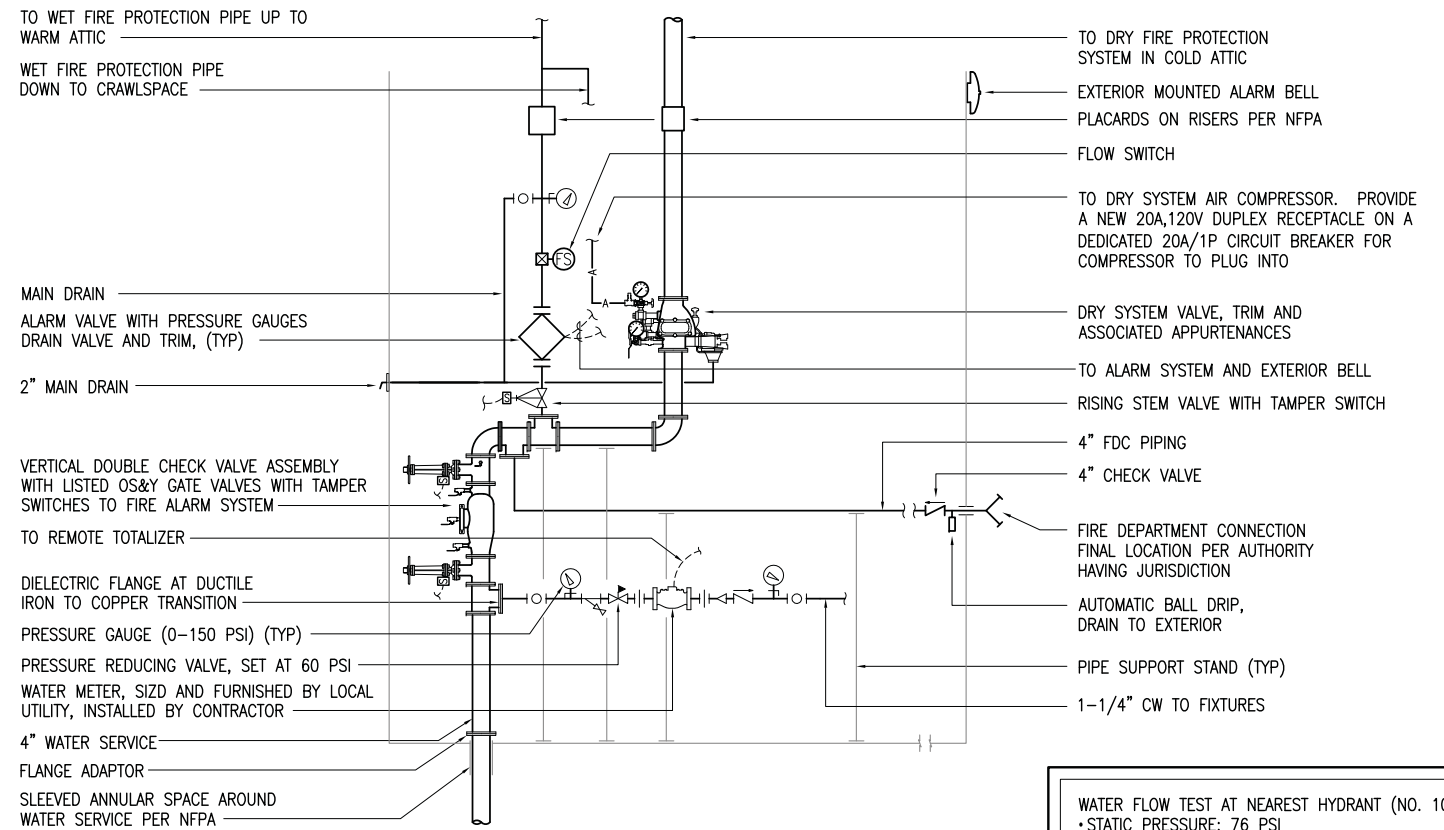 TO WET FIRE PROTECTION PIPE UP TO
WARM ATTIC
WET FIRE PROTECTION PIPE
DOWN TO CRAWLSPACE
MAIN DRAIN
ALARM VALVE WITH PRESSURE GAUGES
DRAIN VALVE AND TRIM, (TYP)
2" MAIN DRAIN
VERTICAL DOUBLE CHECK VALVE ASSEMBLY
WITH LISTED OS&Y GATE VALVES WITH TAMPER
SWITCHES TO FIRE ALARM SYSTEM
TO REMOTE TOTALIZER
DIELECTRIC FLANGE AT DUCTILE
IRON TO COPPER TRANSITION
PRESSURE GAUGE (0-150 PSI) (TYP)
PRESSURE REDUCING VALVE, SET AT 60 PSI
WATER METER, SIZD AND FURNISHED BY LOCAL
UTILITY, INSTALLED BY CONTRACTOR
4" WATER SERVICE
FLANGE ADAPTOR
SLEEVED ANNULAR SPACE AROUND
WATER SERVICE PER NFPA
FS
A
A
S
S
S
TO DRY FIRE PROTECTION
SYSTEM IN COLD ATTIC
EXTERIOR MOUNTED ALARM BELL
PLACARDS ON RISERS PER NFPA
FLOW SWITCH
TO DRY SYSTEM AIR COMPRESSOR. PROVIDE
A NEW 20A,120V DUPLEX RECEPTACLE ON A
DEDICATED 20A/1P CIRCUIT BREAKER FOR
COMPRESSOR TO PLUG INTO
DRY SYSTEM VALVE, TRIM AND
ASSOCIATED APPURTENANCES
TO ALARM SYSTEM AND EXTERIOR BELL
RISING STEM VALVE WITH TAMPER SWITCH
4" FDC PIPING
4" CHECK VALVE
FIRE DEPARTMENT CONNECTION
FINAL LOCATION PER AUTHORITY
HAVING JURISDICTION
AUTOMATIC BALL DRIP,
DRAIN TO EXTERIOR
PIPE SUPPORT STAND (TYP)
1-1/4" CW TO FIXTURES
WATER FLOW TEST AT NEAREST HYDRANT (NO. 10
• STATIC PRESSURE: 76 PSI